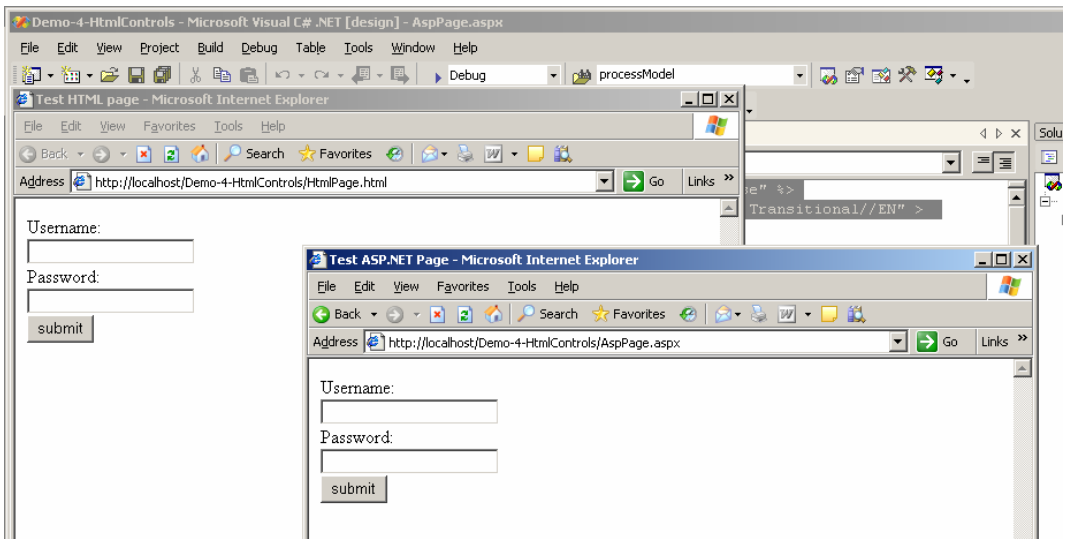 Demo-4-HtmlControls - Microsoft Visual C# .NET [design] - AspPage.aspx
File Edit View Project Build Debug Table Tools Window Help
Debug processModel
Test HTML page - Microsoft Internet Explorer
File Edit View Favorites Tools Help
Back Search Favorites
Address http://localhost/Demo-4-HtmlControls/HtmlPage.html Go Links »
Solu
e" %>
Transitional//EN" >
Username:
Password:
submit
Test ASP.NET Page - Microsoft Internet Explorer
File Edit View Favorites Tools Help
Back Search Favorites
Address http://localhost/Demo-4-HtmlControls/AspPage.aspx Go Links »
Username:
Password:
submit